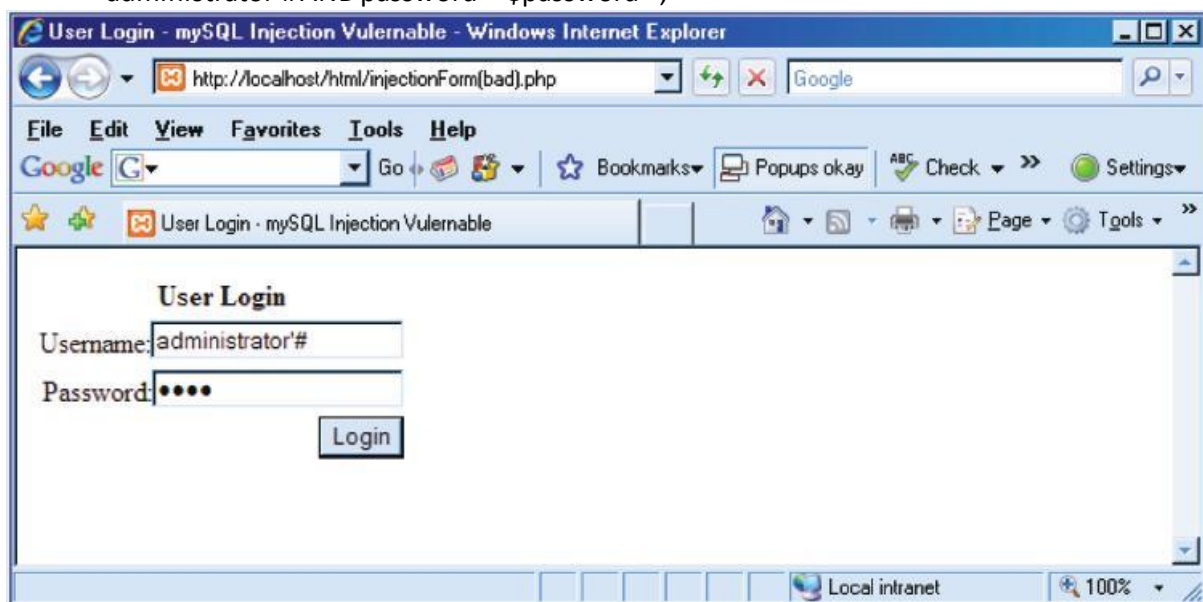 User Login - mySQL Injection Vulernable - Windows Internet Explorer
http://localhost/html/injectionForm(bad).php
Google
File Edit View Favorites Tools Help
Google G Go Bookmarks Popups okay ABC Check >> Settings
User Login - mySQL Injection Vulernable
Page Tools >>
User Login
Username: administrator'#
Password: ••••
Login
Local intranet 100%